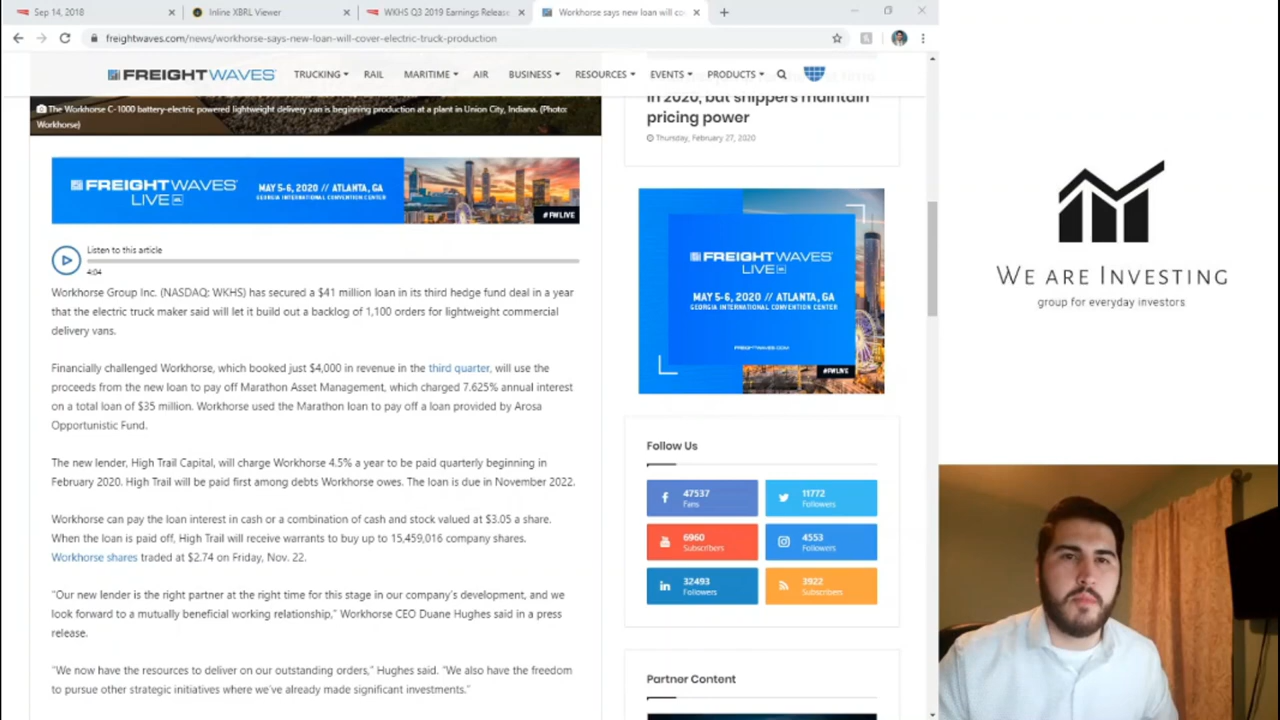 Sep 14, 2018
Inline XBRL Viewer
WKHS Q3 2019 Earnings Release
Workhorse says new loan will co
freightwaves.com/news/workhorse-says-new-loan-will-cover-electric-truck-production
FREIGHTWAVES
TRUCKING
RAIL
MARITIME
AIR
BUSINESS
RESOURCES
EVENTS
PRODUCTS
The Workhorse C-1000 battery-electric powered lightweight delivery van is beginning production at a plant in Union City, Indiana. (Photo:
Workhorse)
FREIGHTWAVES
LIVE
MAY 5-6, 2020 // ATLANTA, GA
GEORGIA INTERNATIONAL CONVENTION CENTER
#FWLIVE
Listen to this article
4:04
Workhorse Group Inc. (NASDAQ: WKHS) has secured a $41 million loan in its third hedge fund deal in a year
that the electric truck maker said will let it build out a backlog of 1,100 orders for lightweight commercial
delivery vans.
Financially challenged Workhorse, which booked just $4,000 in revenue in the third quarter, will use the
proceeds from the new loan to pay off Marathon Asset Management, which charged 7.625% annual interest
on a total loan of $35 million. Workhorse used the Marathon loan to pay off a loan provided by Arosa
Opportunistic Fund.
The new lender, High Trail Capital, will charge Workhorse 4.5% a year to be paid quarterly beginning in
February 2020. High Trail will be paid first among debts Workhorse owes. The loan is due in November 2022.
Workhorse can pay the loan interest in cash or a combination of cash and stock valued at $3.05 a share.
When the loan is paid off, High Trail will receive warrants to buy up to 15,459,016 company shares.
Workhorse shares traded at $2.74 on Friday, Nov. 22.
"Our new lender is the right partner at the right time for this stage in our company's development, and we
look forward to a mutually beneficial working relationship," Workhorse CEO Duane Hughes said in a press
release.
"We now have the resources to deliver on our outstanding orders," Hughes said. "We also have the freedom
to pursue other strategic initiatives where we've already made significant investments."
in 2020, but shippers maintain
pricing power
Thursday, February 27, 2020
FREIGHTWAVES
LIVE
MAY 5-6, 2020 // ATLANTA, GA
GEORGIA INTERNATIONAL CONVENTION CENTER
FREIGHTWAVES.COM
#FWLIVE
Follow Us
47537
Fans
11772
Followers
6960
Subscribers
4553
Followers
32493
Followers
3922
Subscribers
Partner Content
WE ARE INVESTING
group for everyday investors